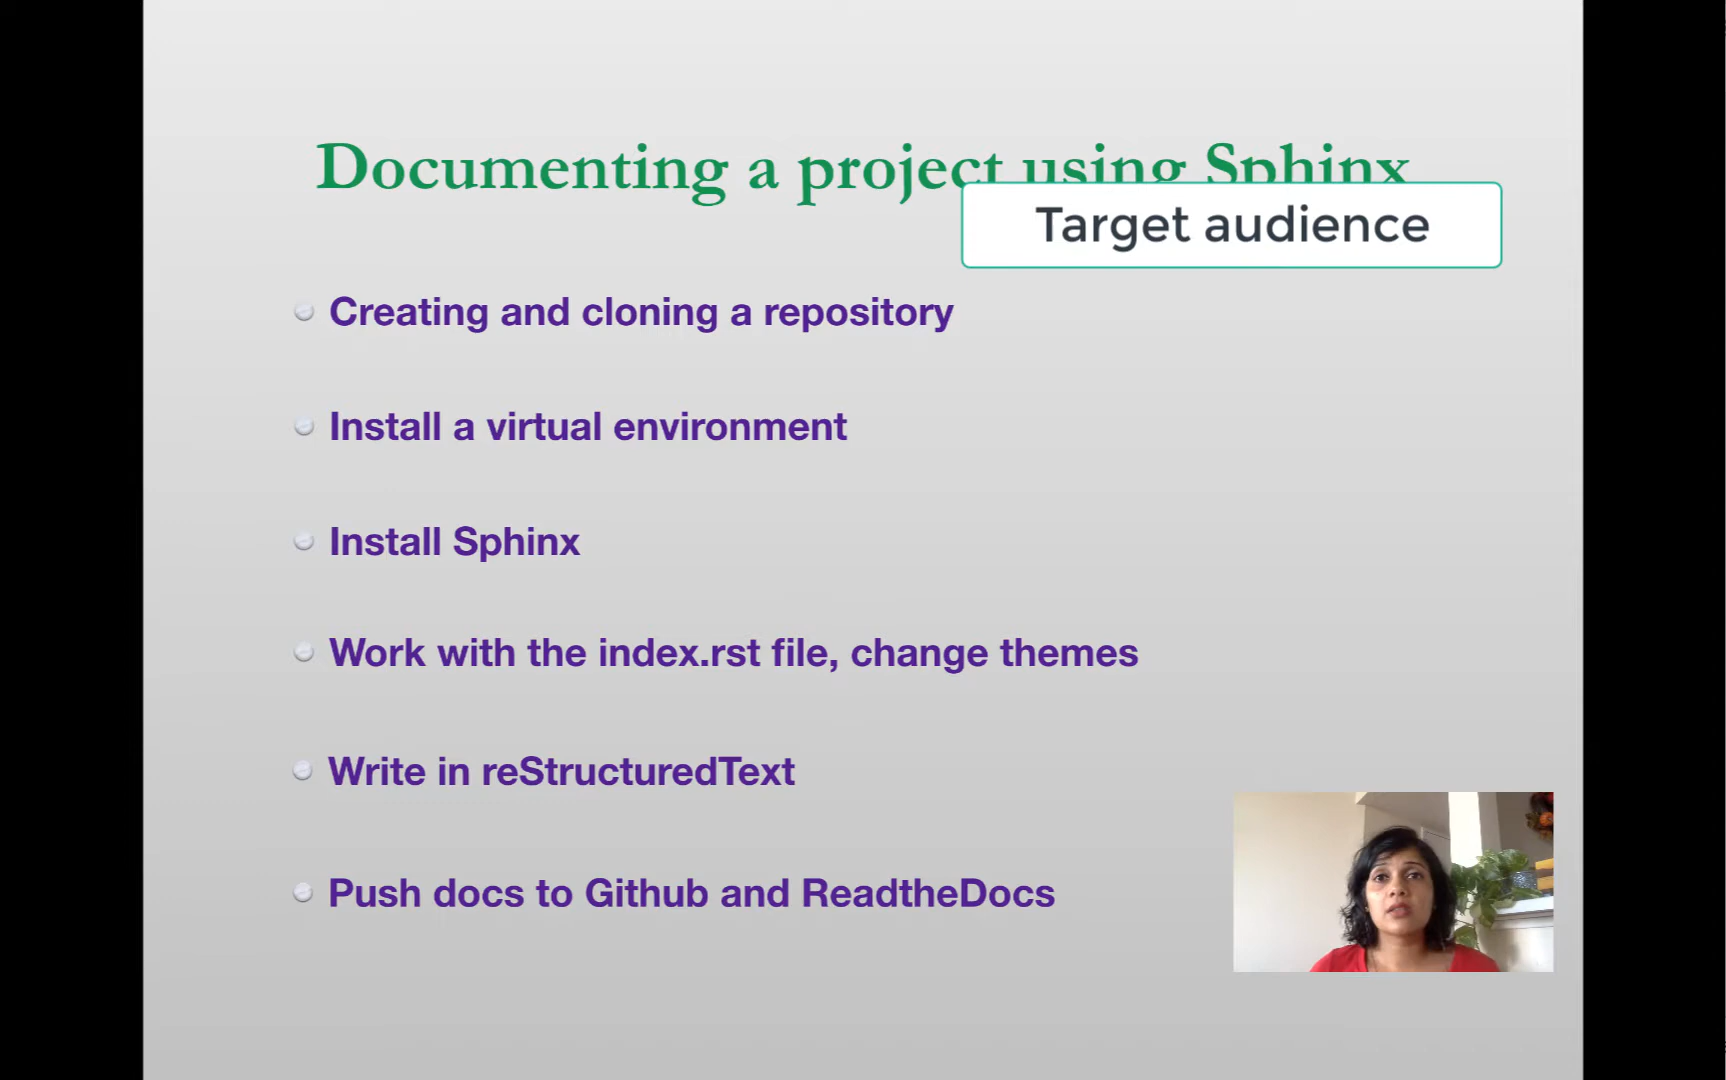 Documenting a project using Sphinx
Target audience
Creating and cloning a repository
Install a virtual environment
Install Sphinx
Work with the index.rst file, change themes
Write in reStructuredText
Push docs to Github and ReadtheDocs